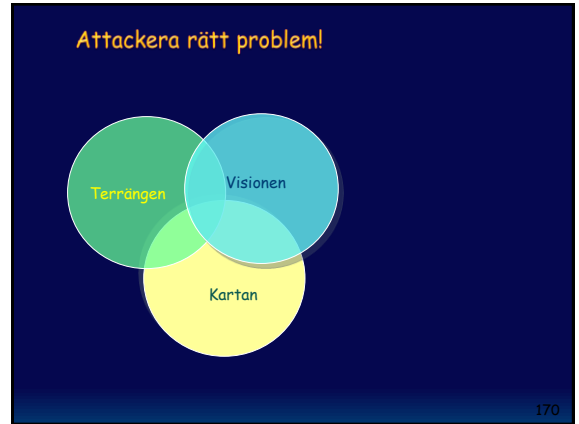 Attackera rätt problem!
Visionen
Terrängen
Kartan
170